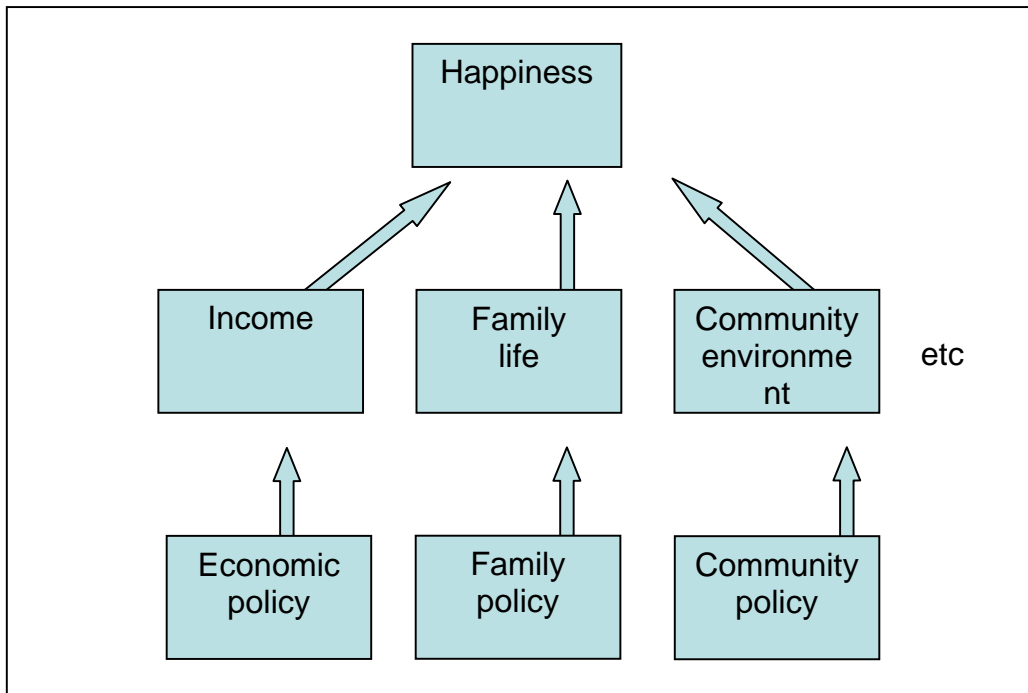 Happiness
Income
Family
life
Community
environme
nt
etc
Economic
policy
Family
policy
Community
policy